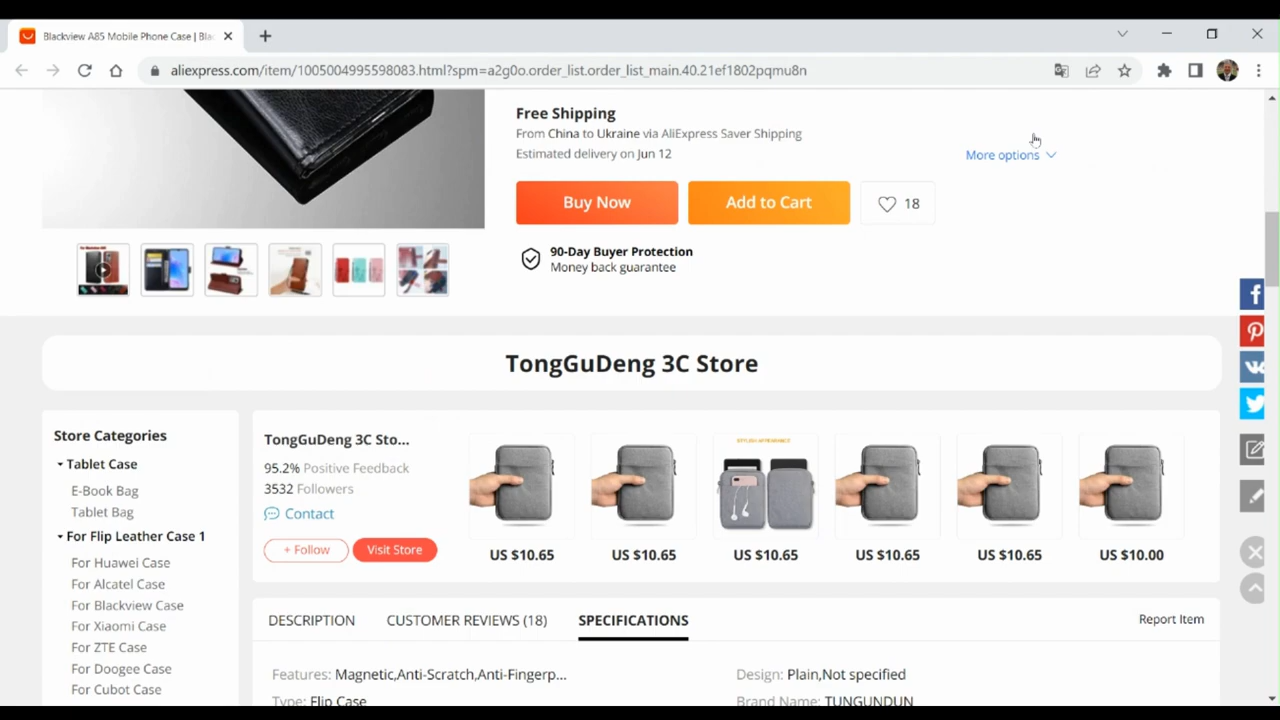 Blackview A85 Mobile Phone Case | Bla
aliexpress.com/item/1005004995598083.html?spm=a2g0o.order_list.order_list_main.40.21ef1802pqmu8n
Free Shipping
From China to Ukraine via AliExpress Saver Shipping
Estimated delivery on Jun 12
More options
Buy Now
Add to Cart
18
90-Day Buyer Protection
Money back guarantee
TongGuDeng 3C Store
Store Categories
Tablet Case
E-Book Bag
Tablet Bag
For Flip Leather Case 1
For Huawei Case
For Alcatel Case
For Blackview Case
For Xiaomi Case
For ZTE Case
For Doogee Case
For Cubot Case
TongGuDeng 3C Sto...
95.2% Positive Feedback
3532 Followers
Contact
+ Follow
Visit Store
US $10.65
US $10.65
US $10.65
US $10.65
US $10.65
US $10.00
DESCRIPTION
CUSTOMER REVIEWS (18)
SPECIFICATIONS
Report Item
Features: Magnetic,Anti-Scratch,Anti-Fingerp...
Design: Plain,Not specified
Type: Flip Case
Brand Name: TUNGUNDUN